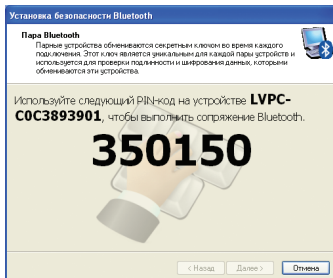 Установка безопасности Bluetooth
Пара Bluetooth
Парные устройства обмениваются секретным ключом во время каждого
подключения. Этот ключ является уникальным для каждой пары устройств и
используется для проверки подлинности и шифрования данных, которыми
обмениваются эти устройства.
Используйте следующий PIN-код на устройстве LVPC-
C0C3893901, чтобы выполнить сопряжение Bluetooth.
350150
< Назад
Далее >
Отмена